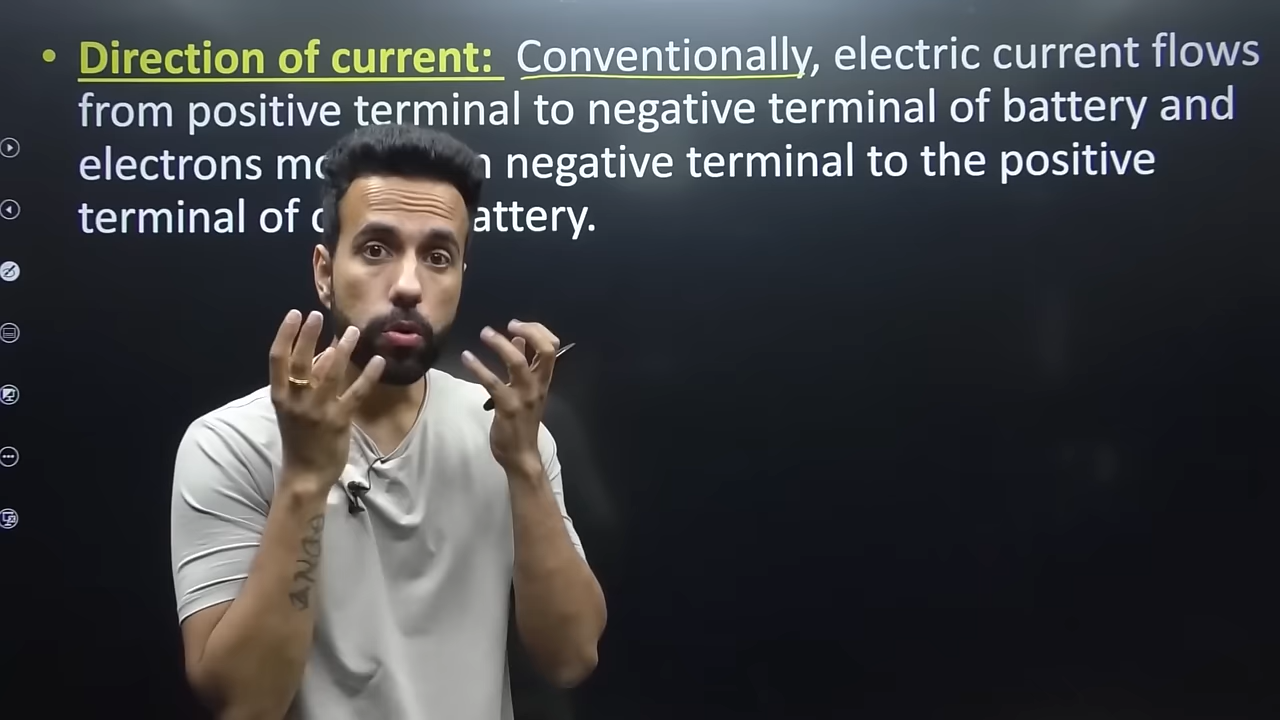 • Direction of current: Conventionally, electric current flows
from positive terminal to negative terminal of battery and
electrons negative terminal to the positive
terminal of